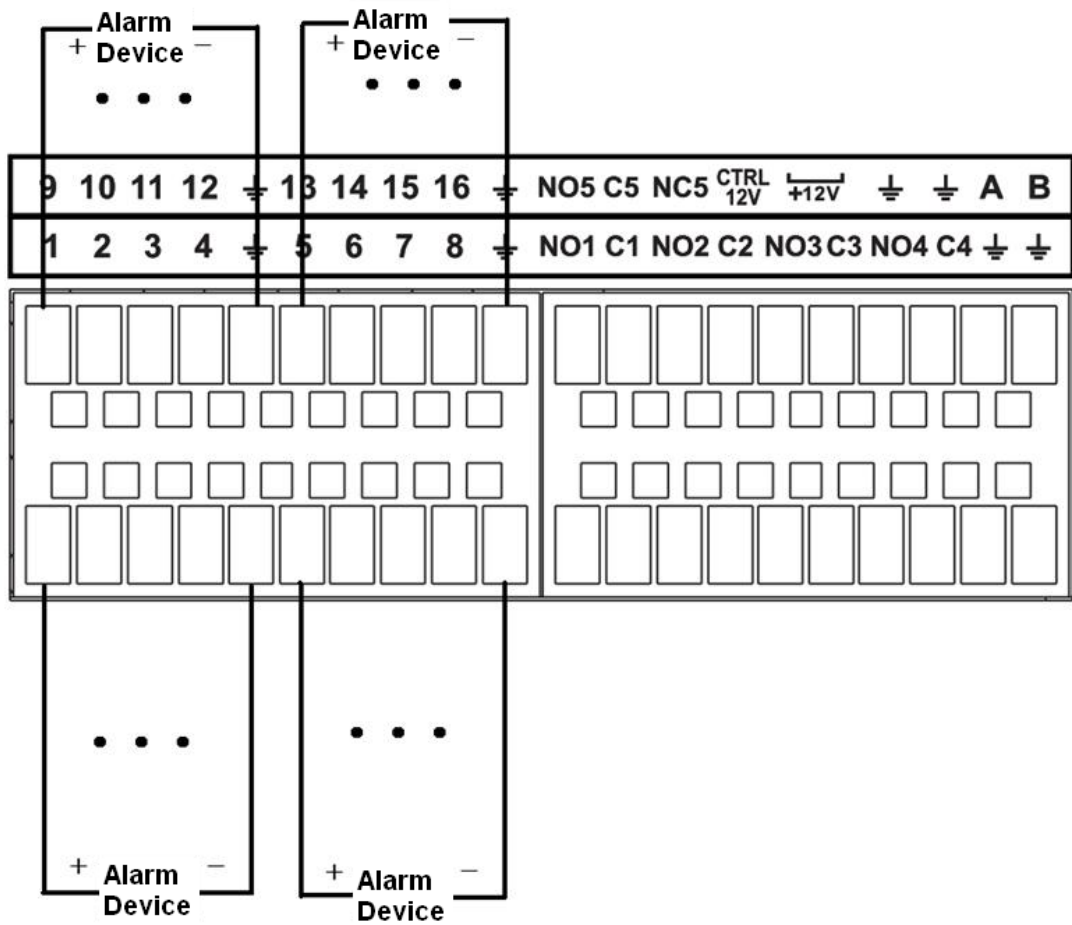 Alarm
Device
+ −
Alarm
Device
+ −
9 10 11 12 ⏚ 13 14 15 16 ⏚ NO5 C5 NC5 CTRL 12V +12V ⏚ ⏚ A B
1 2 3 4 ⏚ 5 6 7 8 ⏚ NO1 C1 NO2 C2 NO3 C3 NO4 C4 ⏚ ⏚
+ −
Alarm
Device
+ −
Alarm
Device